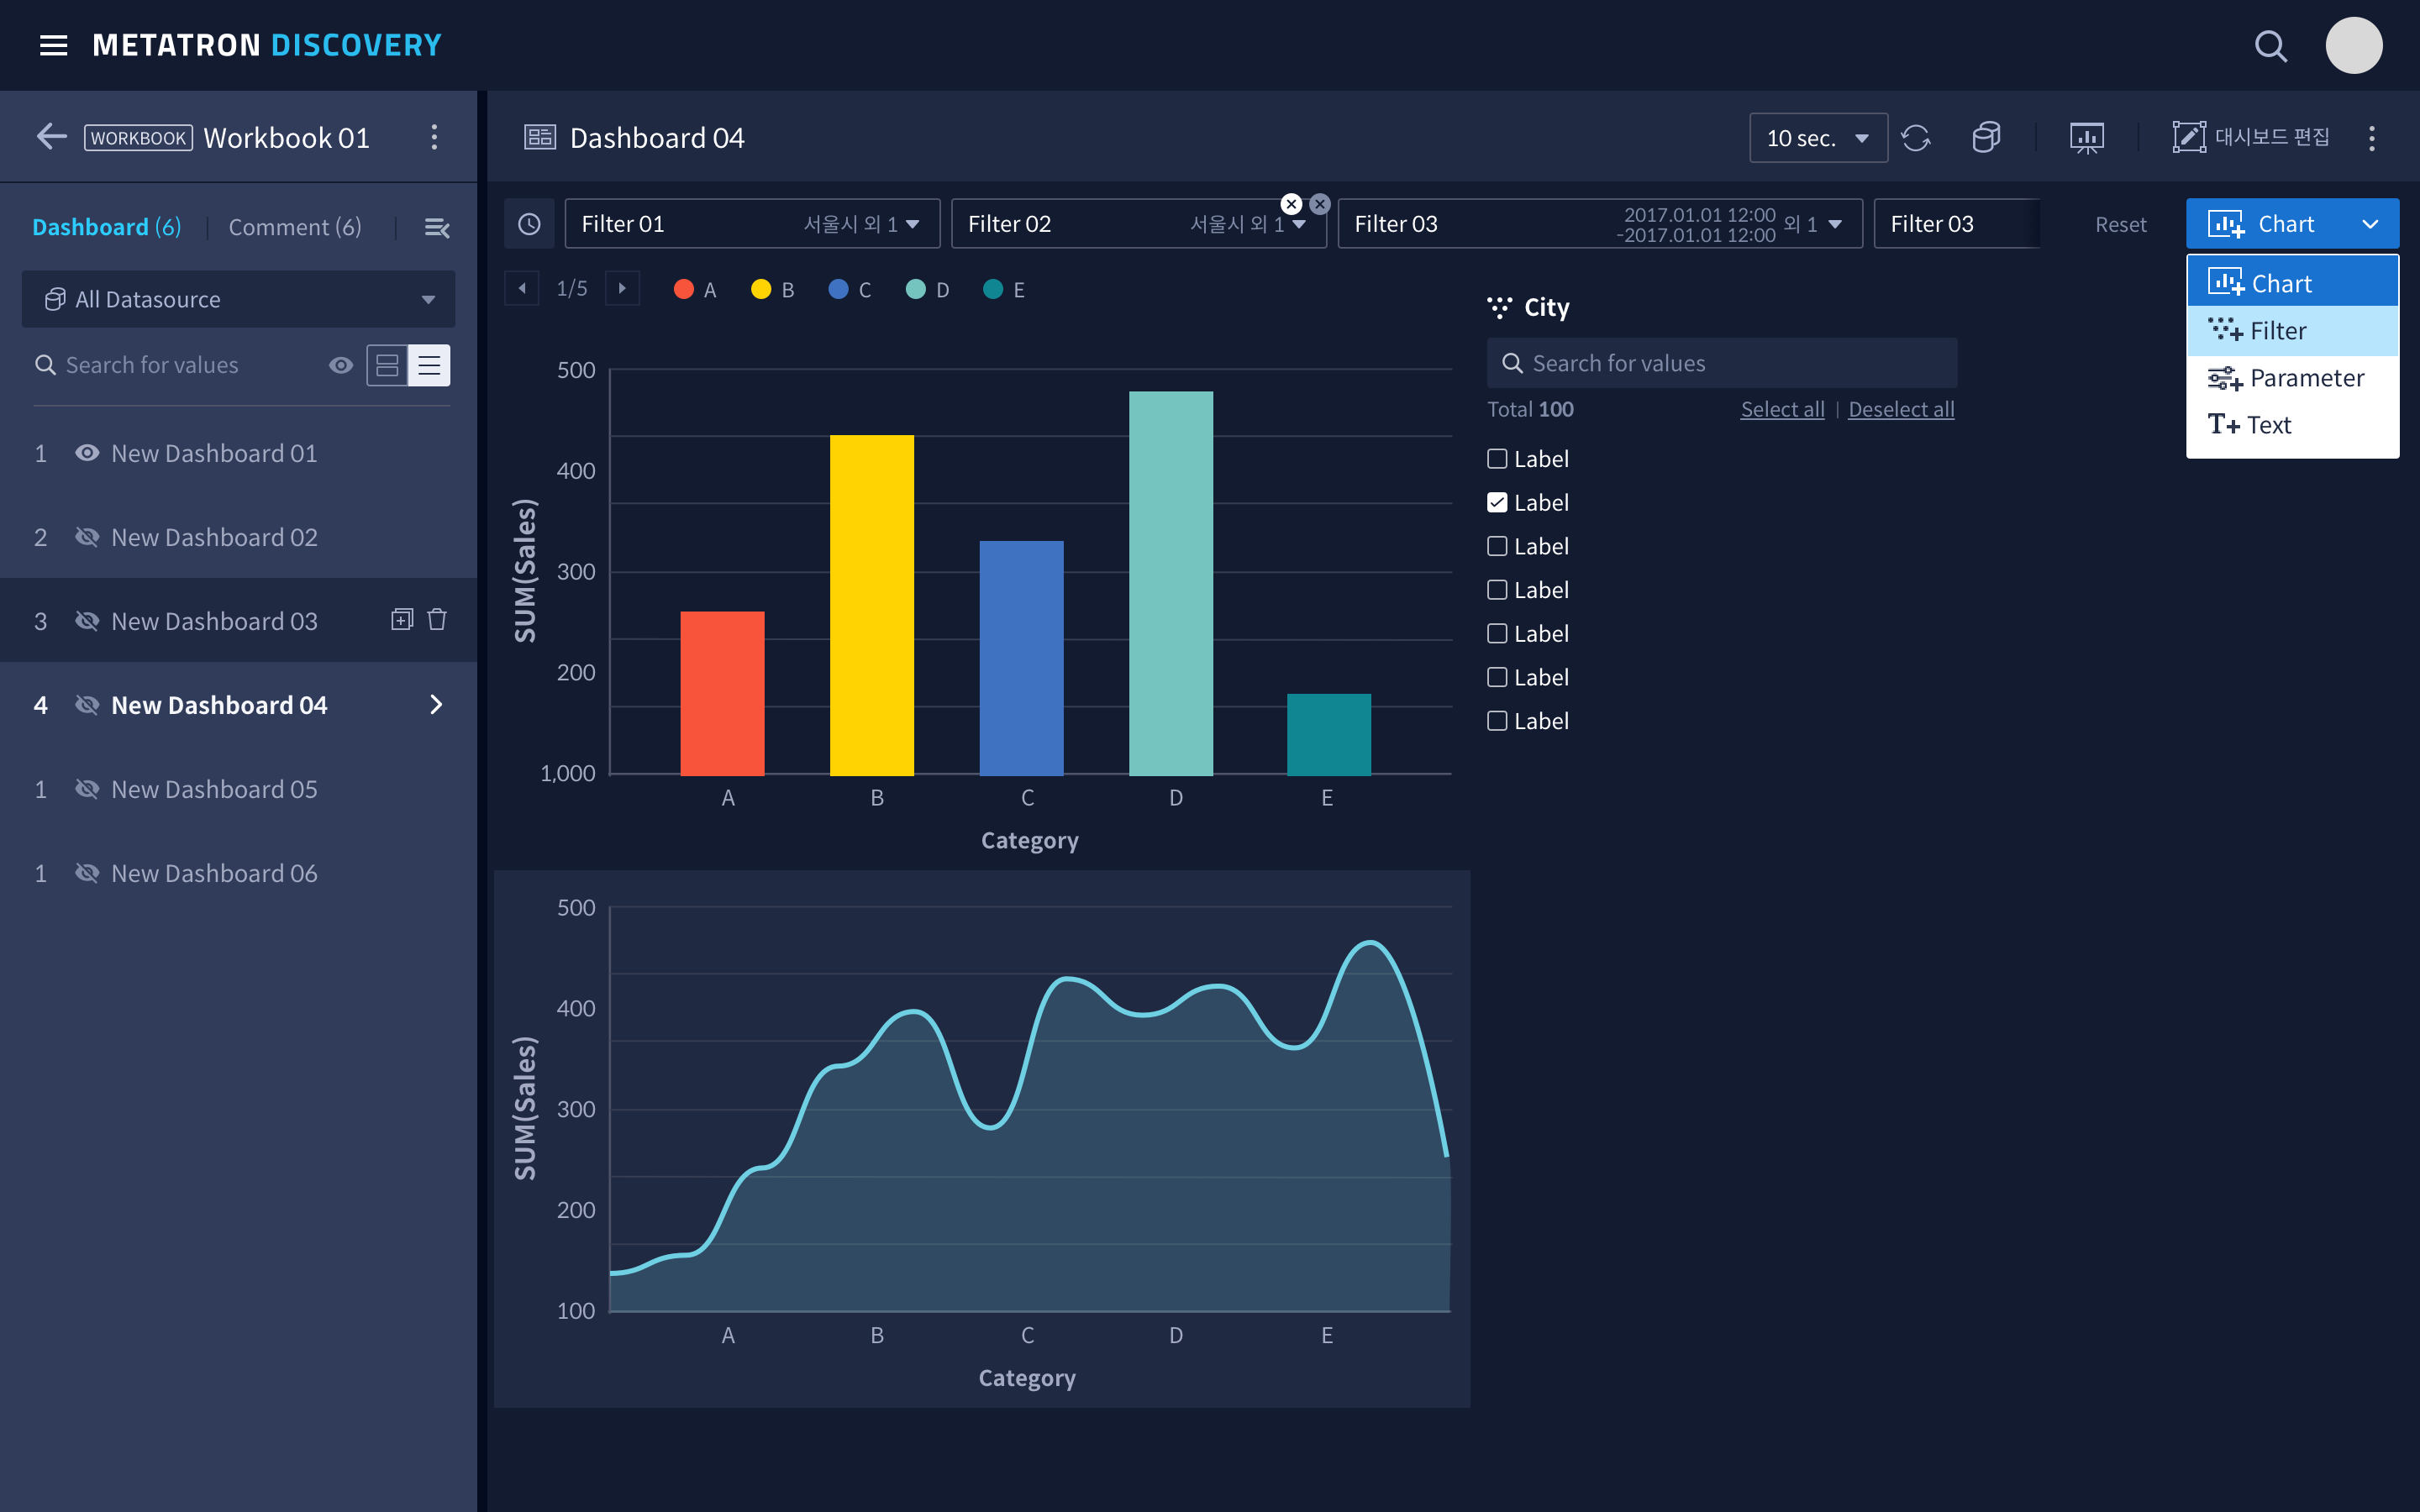 METATRON DISCOVERY
WORKBOOK Workbook 01
Dashboard (6) Comment (6)
All Datasource
Search for values
1 New Dashboard 01
2 New Dashboard 02
3 New Dashboard 03
4 New Dashboard 04
1 New Dashboard 05
1 New Dashboard 06
Dashboard 04
10 sec.
대시보드 편집
Filter 01 서울시 외 1
Filter 02 서울시 외 1
Filter 03 2017.01.01 12:00
-2017.01.01 12:00 외 1
Filter 03
Reset
Chart
Chart
Filter
Parameter
T+ Text
1/5
A B C D E
500
400
300
200
1,000
SUM(Sales)
A B C D E
Category
City
Search for values
Total 100 Select all | Deselect all
Label
Label
Label
Label
Label
Label
Label
500
400
300
200
100
SUM(Sales)
A B C D E
Category